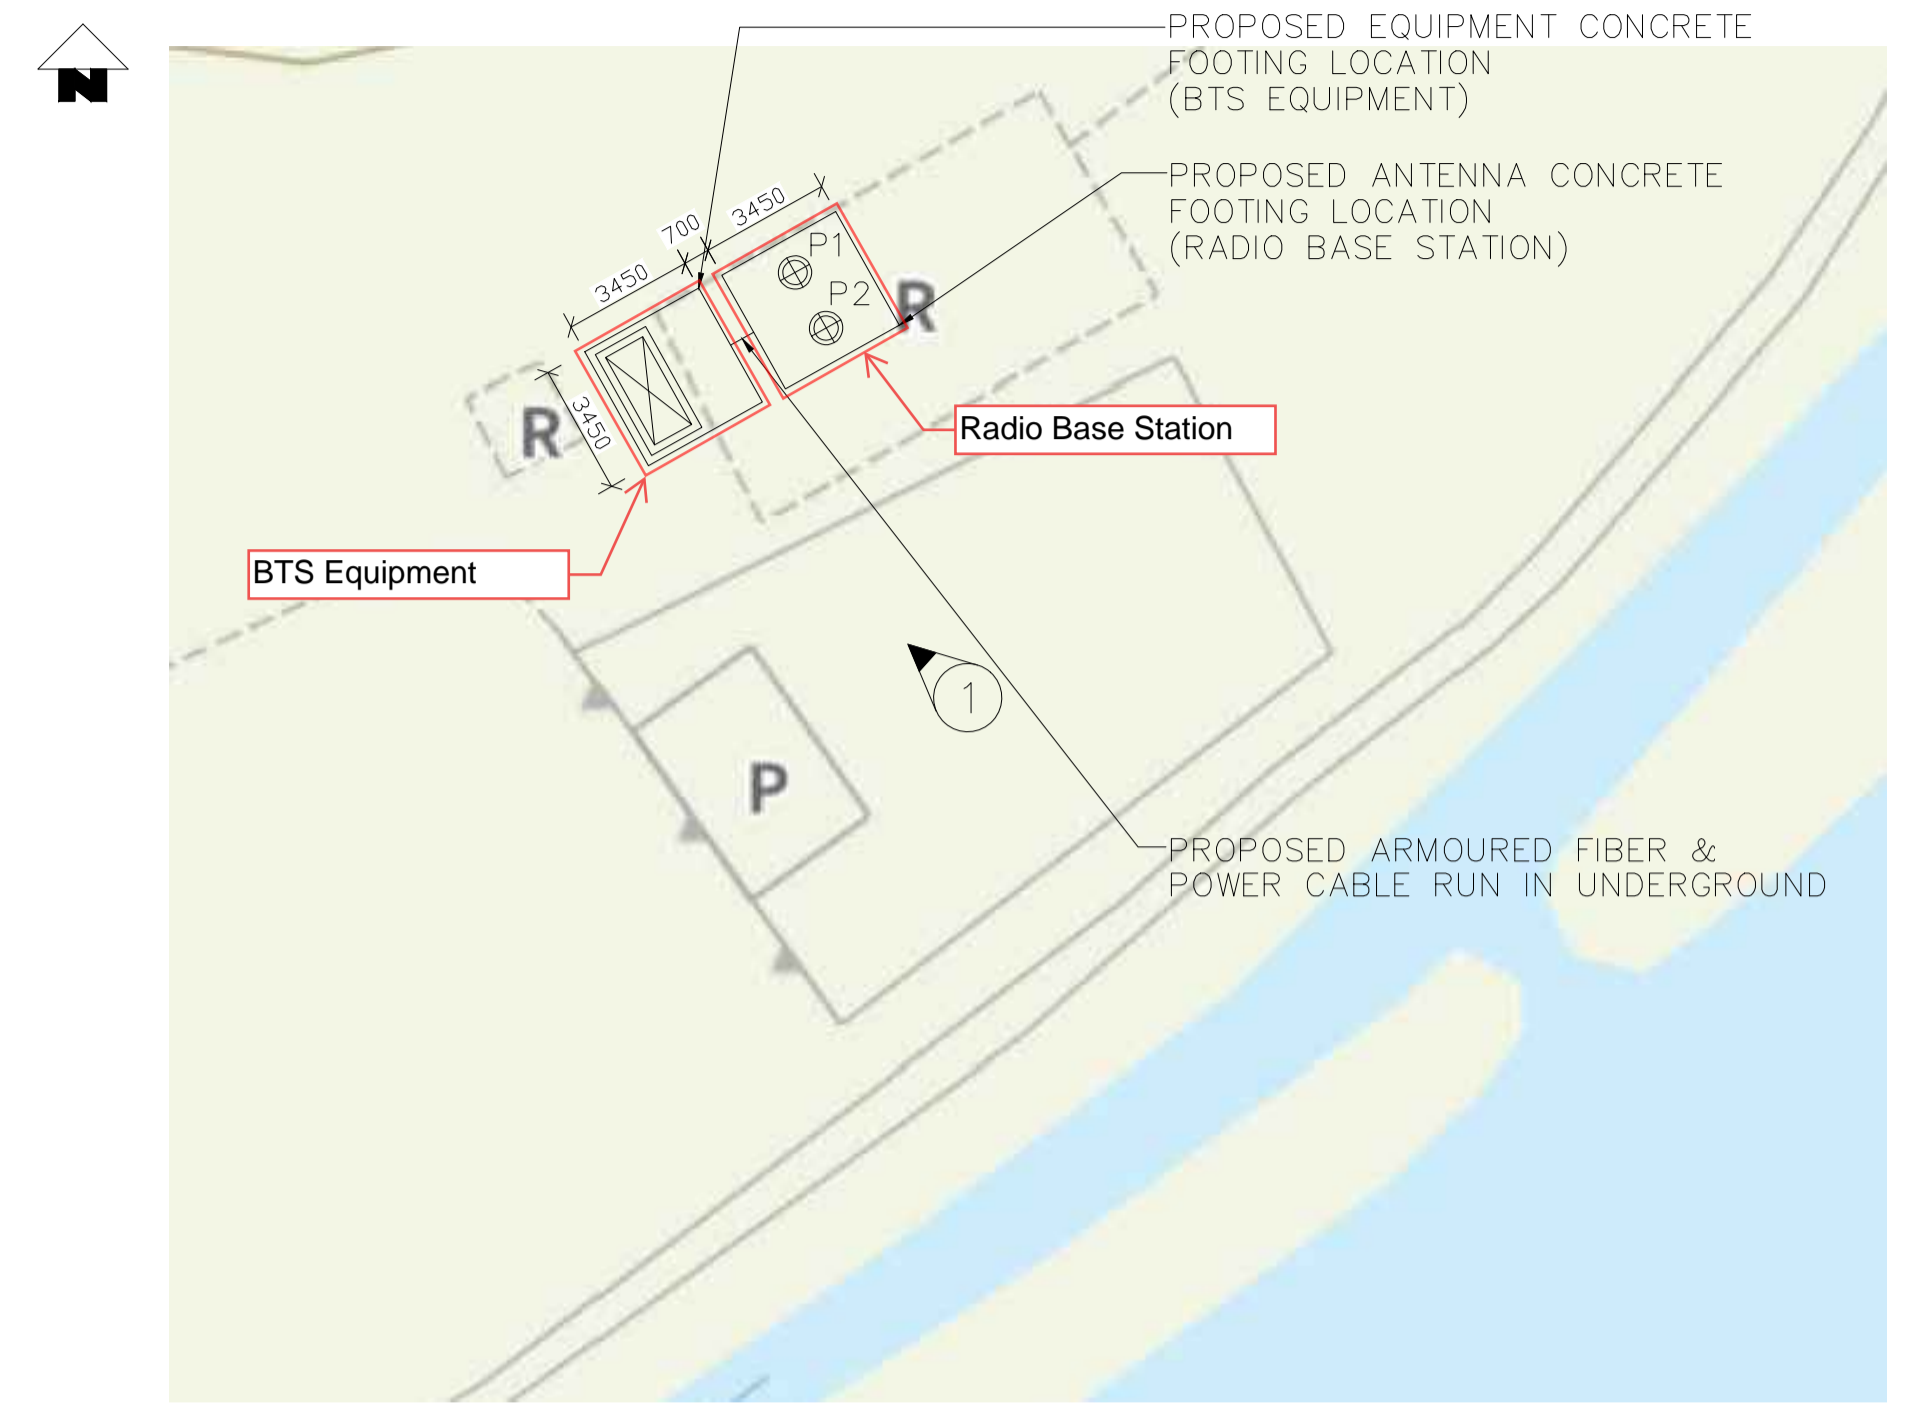 N
PROPOSED EQUIPMENT CONCRETE
FOOTING LOCATION
(BTS EQUIPMENT)
PROPOSED ANTENNA CONCRETE
FOOTING LOCATION
(RADIO BASE STATION)
3450
700
3450
P1
P2
R
3450
R
Radio Base Station
BTS Equipment
1
P
PROPOSED ARMOURED FIBER &
POWER CABLE RUN IN UNDERGROUND